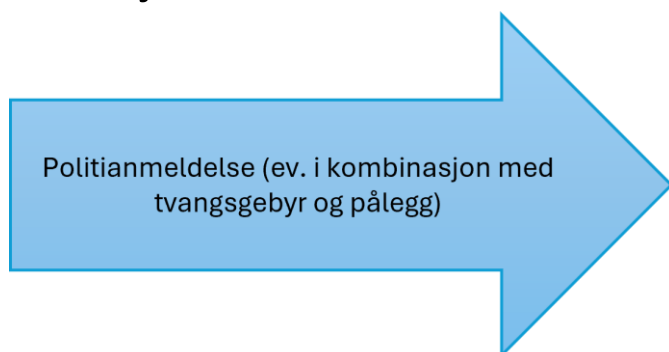 Politianmeldelse (ev. i kombinasjon med
tvangsgebyr og pålegg)